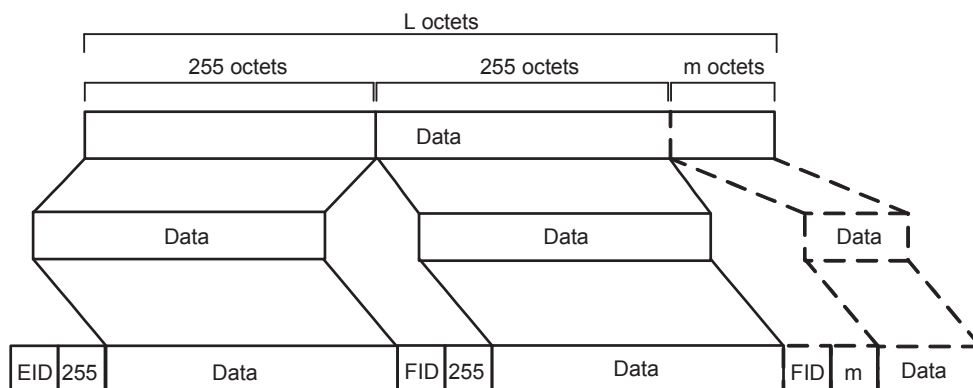 L octets
255 octets 255 octets m octets
Data
Data Data Data
EID 255 Data FID 255 Data FID m Data